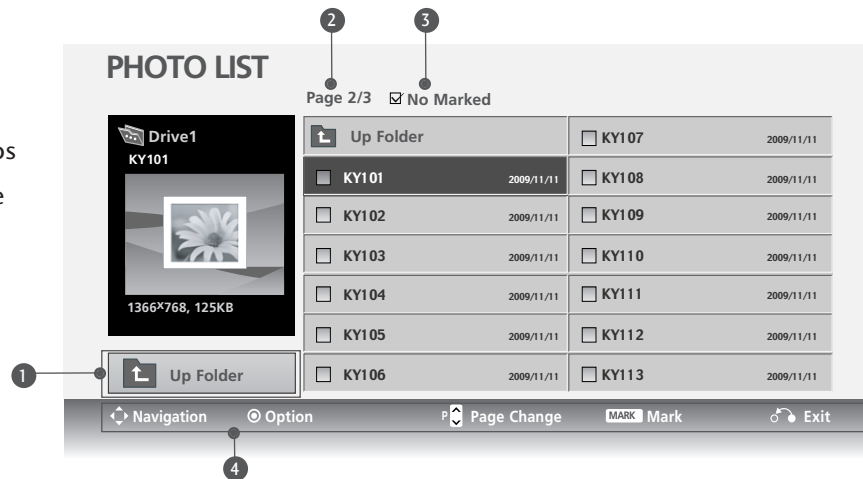 2 3
PHOTO LIST
Page 2/3 No Marked
Drive1
KY101
1366x768, 125KB
Up Folder
Up Folder
KY101 2009/11/11
KY102 2009/11/11
KY103 2009/11/11
KY104 2009/11/11
KY105 2009/11/11
KY106 2009/11/11
KY107 2009/11/11
KY108 2009/11/11
KY109 2009/11/11
KY110 2009/11/11
KY111 2009/11/11
KY112 2009/11/11
KY113 2009/11/11
1
Navigation Option P Page Change MARK Mark Exit
4
os
e